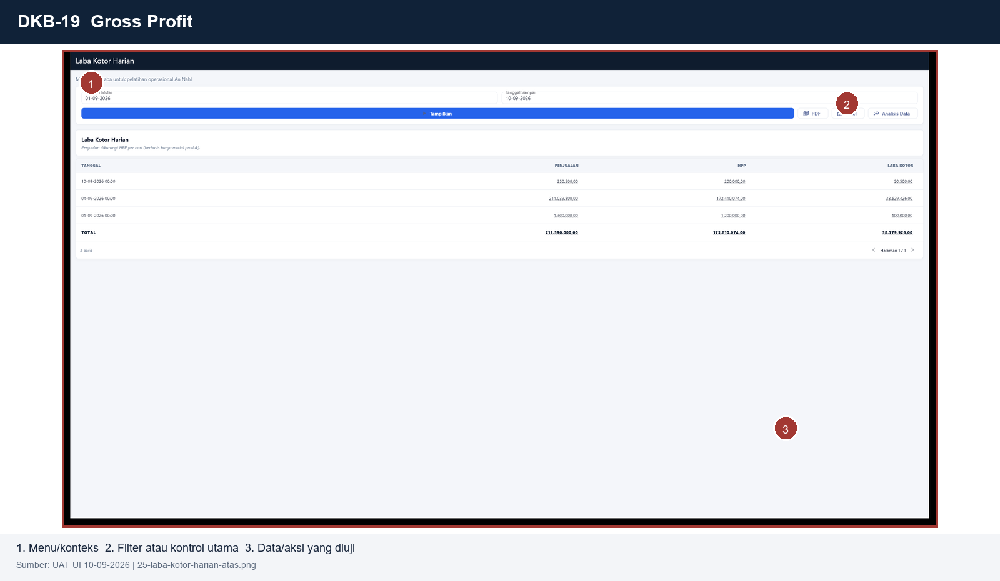 DKB-19 Gross Profit
Laba Kotor Harian
aba untuk pelatihan operasional An Nahl
1
Mulai
01-09-2026
Tanggal Sampai
10-09-2026
2
Tampilkan
PDF
Analisis Data
Laba Kotor Harian
Penjualan dikurangi HPP per hari (berbasis harga modal produk).
TANGGAL PENJUALAN HPP LABA KOTOR
10-09-2026 00:00 250.500,00 200.000,00 50.500,00
04-09-2026 00:00 211.039.500,00 172.410.074,00 38.629.426,00
01-09-2026 00:00 1.300.000,00 1.200.000,00 100.000,00
TOTAL 212.590.000,00 173.810.074,00 38.779.926,00
3 baris
Halaman 1 / 1
3
1. Menu/konteks 2. Filter atau kontrol utama 3. Data/aksi yang diuji
Sumber: UAT UI 10-09-2026 | 25-laba-kotor-harian-atas.png